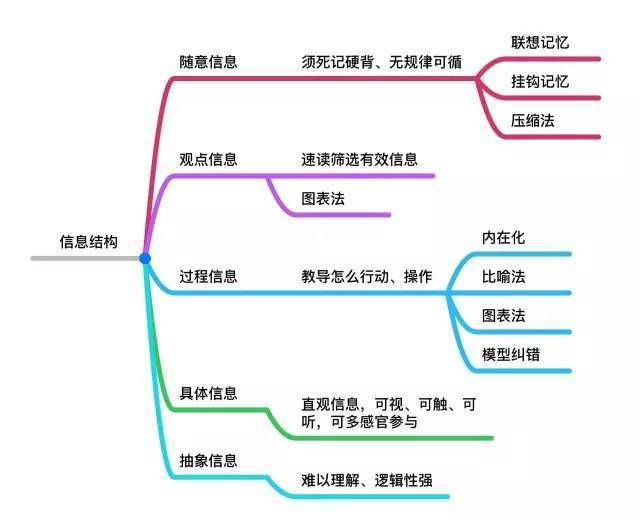 信息结构
随意信息
须死记硬背、无规律可循
联想记忆
挂钩记忆
压缩法
观点信息
速读筛选有效信息
图表法
过程信息
教导怎么行动、操作
内在化
比喻法
图表法
模型纠错
具体信息
直观信息，可视、可触、可
听，可多感官参与
抽象信息
难以理解、逻辑性强